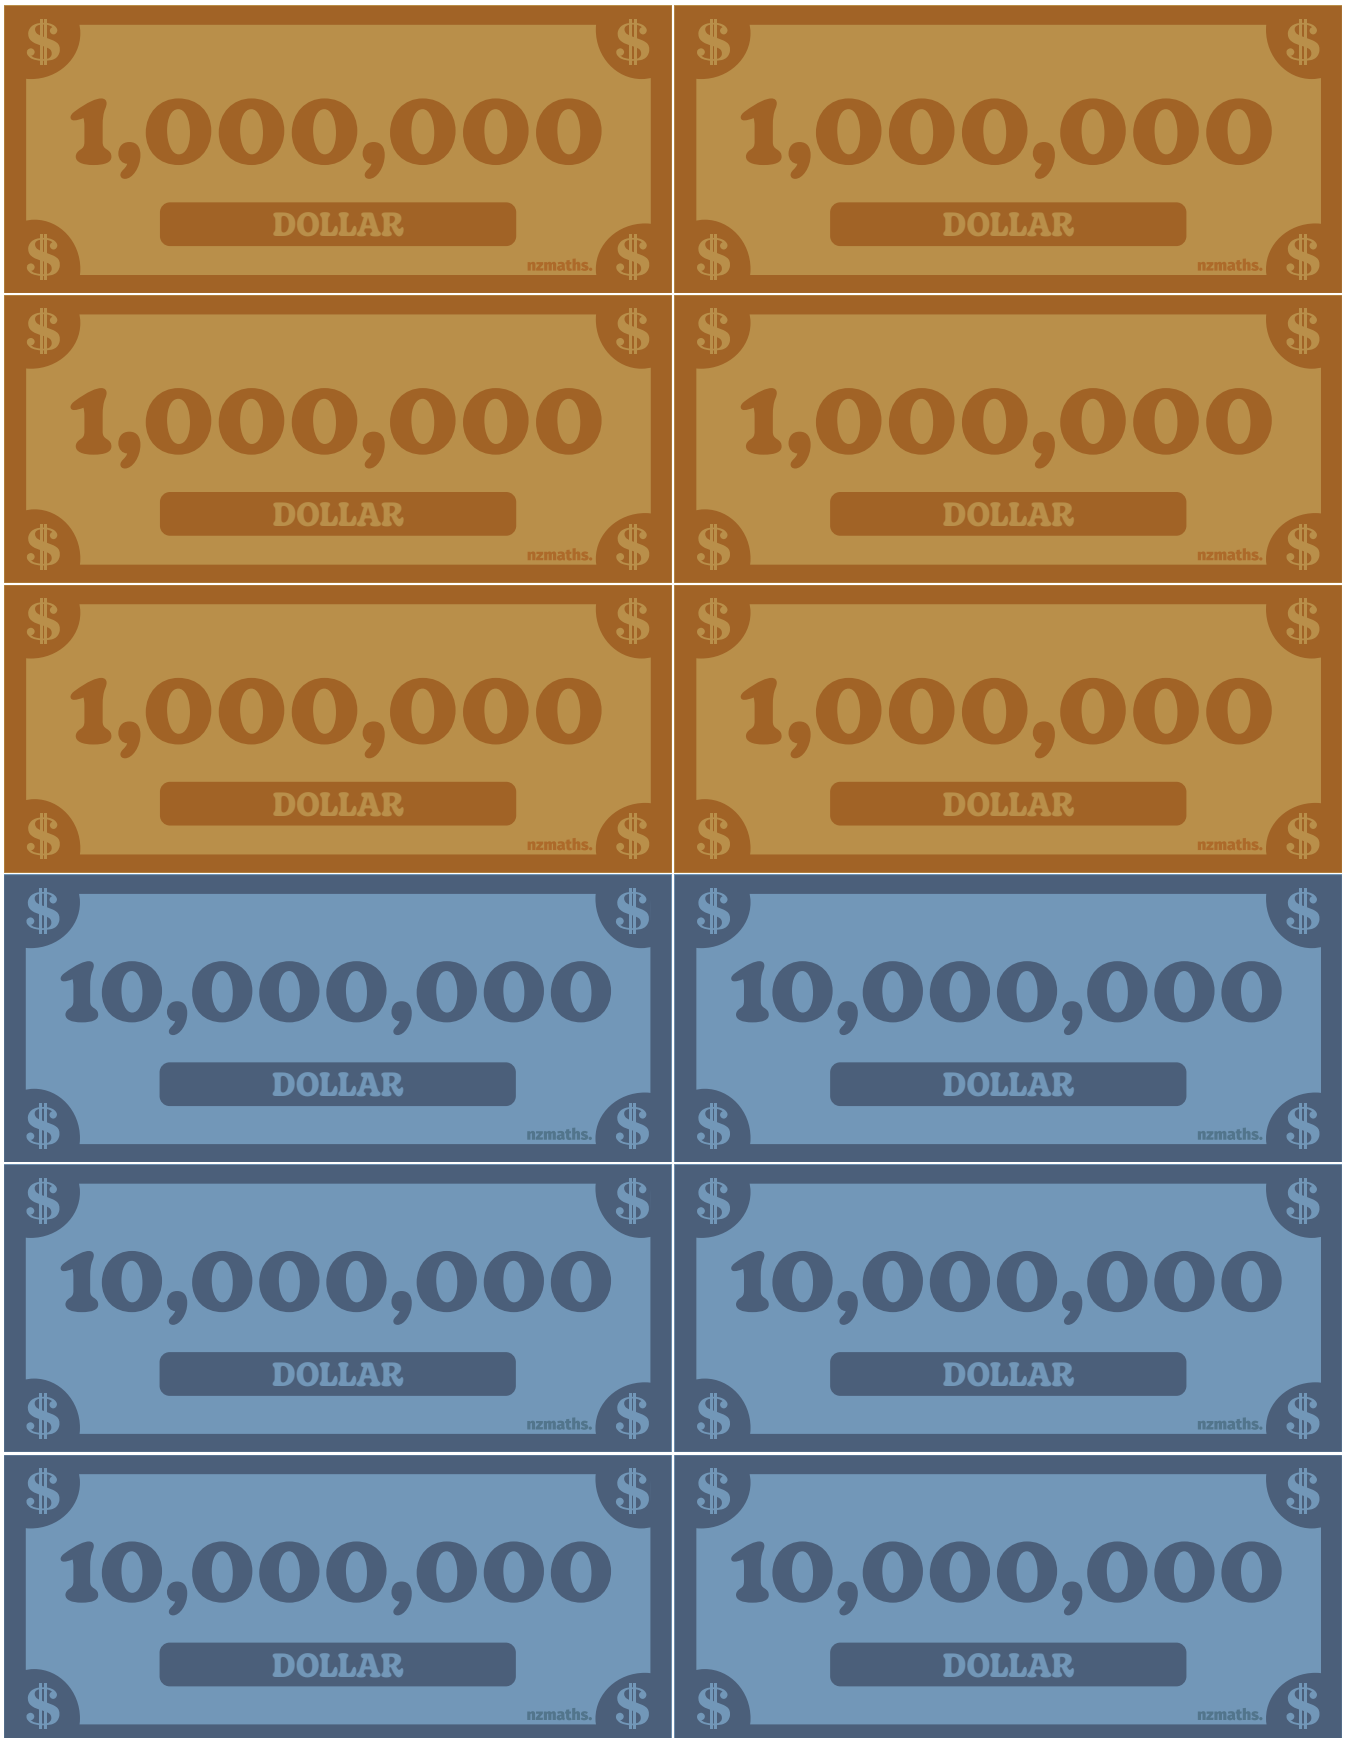 $ $ $ $
1,000,000 1,000,000
DOLLAR DOLLAR
$ nzmaths. $ $ nzmaths. $
$ $ $ $
1,000,000 1,000,000
DOLLAR DOLLAR
$ nzmaths. $ $ nzmaths. $
$ $ $ $
1,000,000 1,000,000
DOLLAR DOLLAR
$ nzmaths. $ $ nzmaths. $
$ $ $ $
10,000,000 10,000,000
DOLLAR DOLLAR
$ nzmaths. $ $ nzmaths. $
$ $ $ $
10,000,000 10,000,000
DOLLAR DOLLAR
$ nzmaths. $ $ nzmaths. $
$ $ $ $
10,000,000 10,000,000
DOLLAR DOLLAR
$ nzmaths. $ $ nzmaths. $